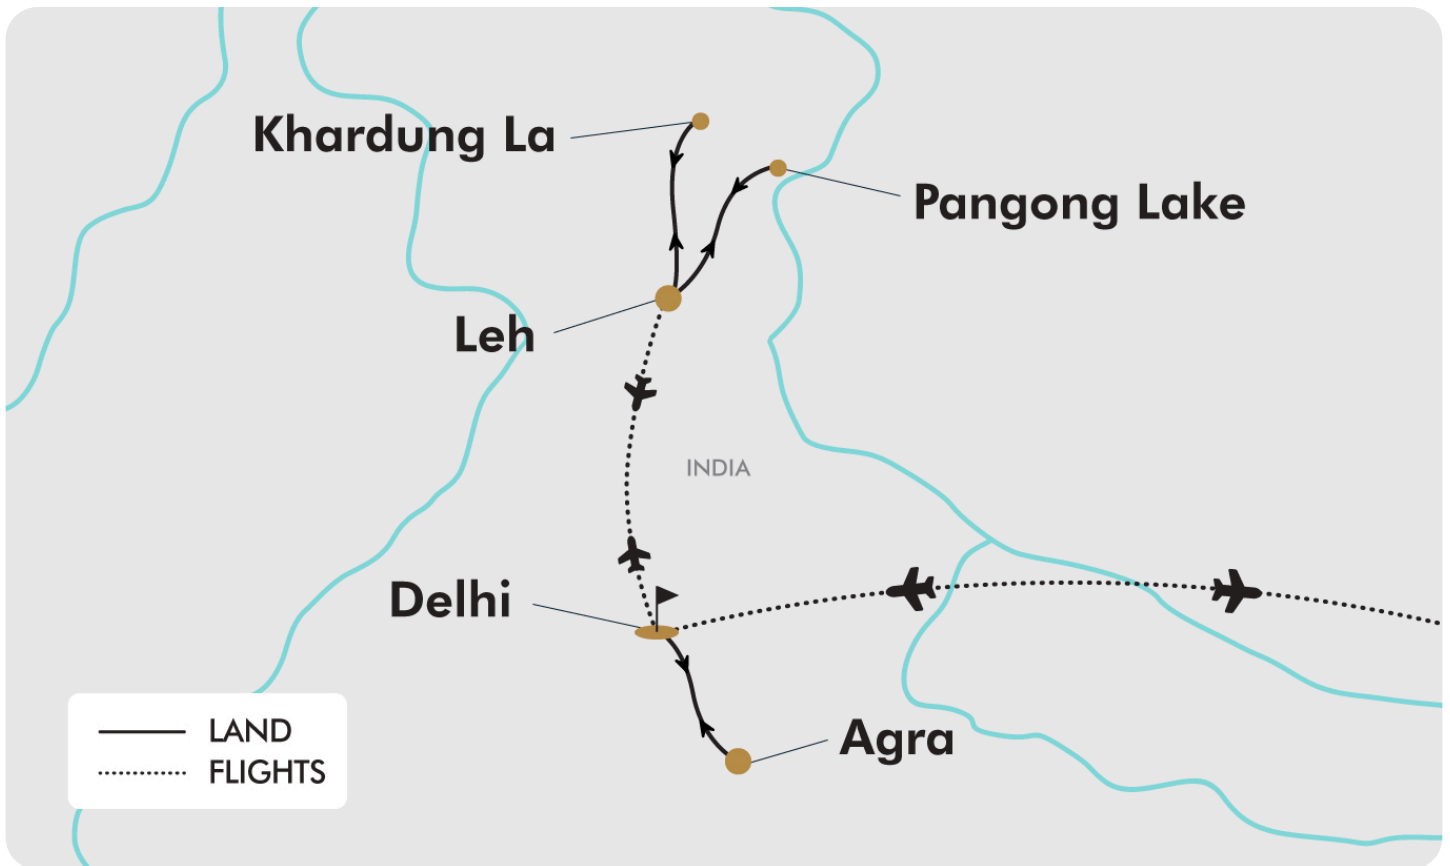 Khardung La
Pangong Lake
Leh
INDIA
Delhi
Agra
LAND
FLIGHTS